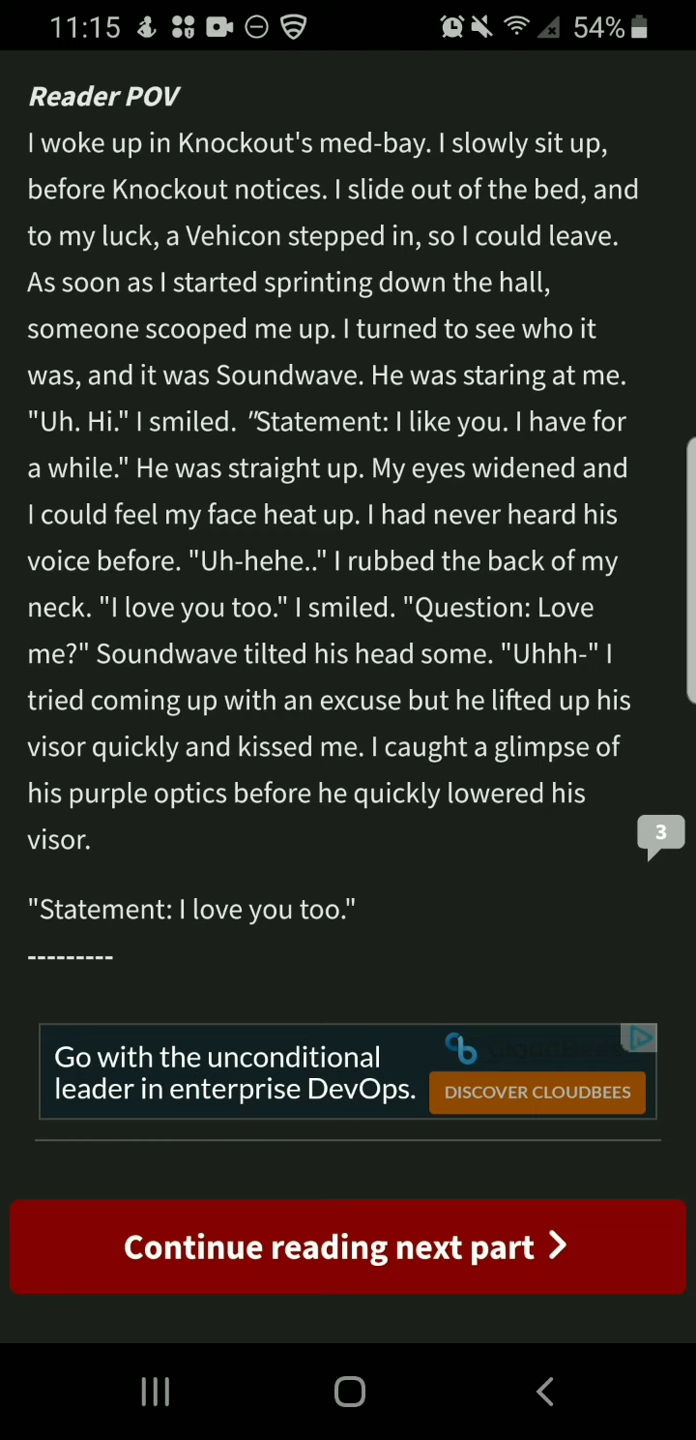 11:15
54%
Reader POV
I woke up in Knockout's med-bay. I slowly sit up,
before Knockout notices. I slide out of the bed, and
to my luck, a Vehicon stepped in, so I could leave.
As soon as I started sprinting down the hall,
someone scooped me up. I turned to see who it
was, and it was Soundwave. He was staring at me.
"Uh. Hi." I smiled. "Statement: I like you. I have for
a while." He was straight up. My eyes widened and
I could feel my face heat up. I had never heard his
voice before. "Uh-hehe.." I rubbed the back of my
neck. "I love you too." I smiled. "Question: Love
me?" Soundwave tilted his head some. "Uhhh-" I
tried coming up with an excuse but he lifted up his
visor quickly and kissed me. I caught a glimpse of
his purple optics before he quickly lowered his
visor.
3
"Statement: I love you too."
---------
Go with the unconditional
leader in enterprise DevOps.
DISCOVER CLOUDBEES
Continue reading next part